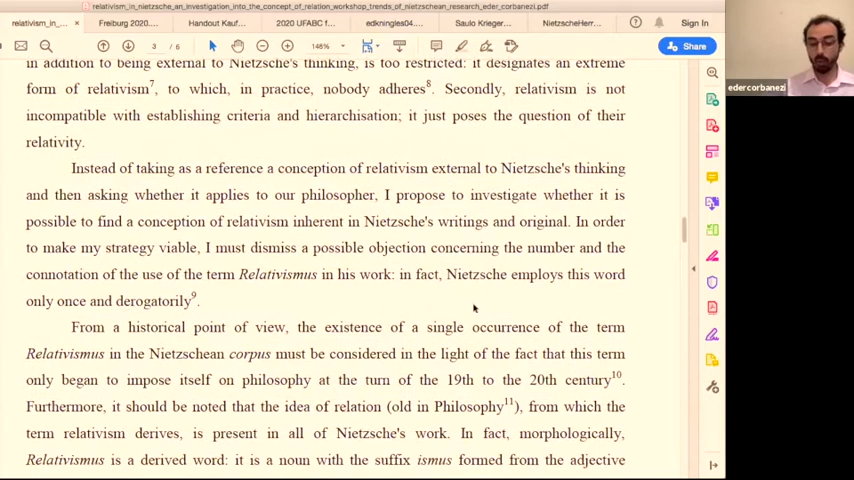 relativism_in_nietzsche_an_investigation_into_the_concept_of_relation_workshop_trends_of_nietzschean_research_eder_corbanezi.pdf
relativism_in_... × Freiburg 2020.... Handout Kauf... 2020 UFABC f... edkningles04.... Saulo Krieger... NietzscheHerr... Sign In
3 / 6 148% Share
in addition to being external to Nietzsche's thinking, is too restricted: it designates an extreme
form of relativism7, to which, in practice, nobody adheres8. Secondly, relativism is not
incompatible with establishing criteria and hierarchisation; it just poses the question of their
relativity.
Instead of taking as a reference a conception of relativism external to Nietzsche's thinking
and then asking whether it applies to our philosopher, I propose to investigate whether it is
possible to find a conception of relativism inherent in Nietzsche's writings and original. In order
to make my strategy viable, I must dismiss a possible objection concerning the number and the
connotation of the use of the term Relativismus in his work: in fact, Nietzsche employs this word
only once and derogatorily9.
From a historical point of view, the existence of a single occurrence of the term
Relativismus in the Nietzschean corpus must be considered in the light of the fact that this term
only began to impose itself on philosophy at the turn of the 19th to the 20th century10.
Furthermore, it should be noted that the idea of relation (old in Philosophy11), from which the
term relativism derives, is present in all of Nietzsche's work. In fact, morphologically,
Relativismus is a derived word: it is a noun with the suffix ismus formed from the adjective
edercorbanezi